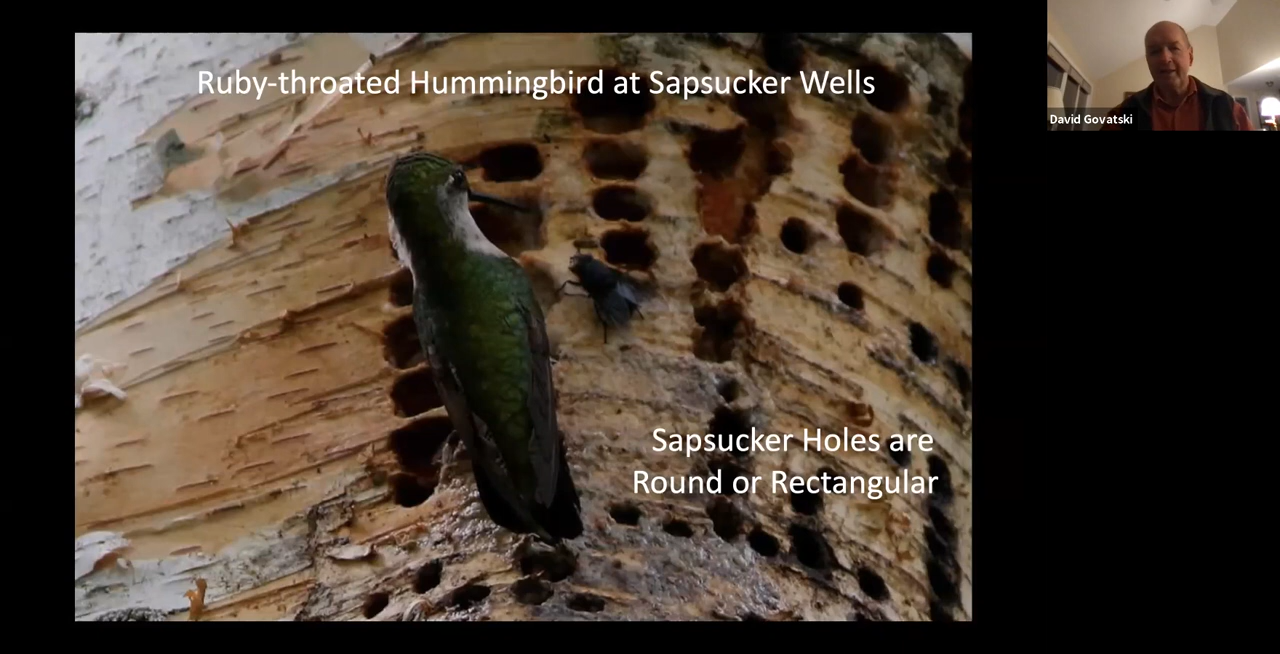 Ruby-throated Hummingbird at Sapsucker Wells
David Govatski
Sapsucker Holes are
Round or Rectangular